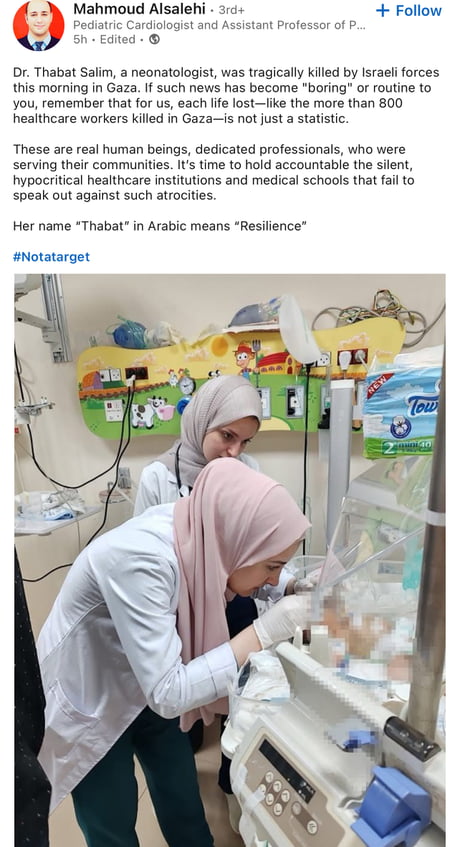 Mahmoud Alsalehi • 3rd+
+ Follow
Pediatric Cardiologist and Assistant Professor of P...
5h • Edited •
Dr. Thabat Salim, a neonatologist, was tragically killed by Israeli forces
this morning in Gaza. If such news has become "boring" or routine to
you, remember that for us, each life lost—like the more than 800
healthcare workers killed in Gaza—is not just a statistic.
These are real human beings, dedicated professionals, who were
serving their communities. It’s time to hold accountable the silent,
hypocritical healthcare institutions and medical schools that fail to
speak out against such atrocities.
Her name “Thabat” in Arabic means “Resilience”
#Notatarget
NEW
2 mini 40